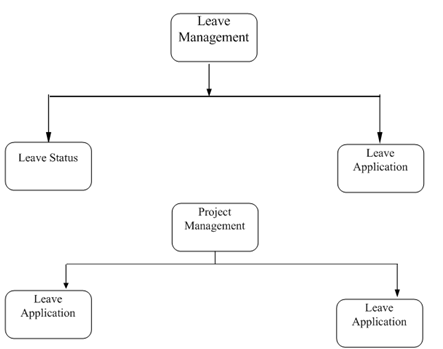 Leave
Management
Leave Status
Leave
Application
Project
Management
Leave
Application
Leave
Application